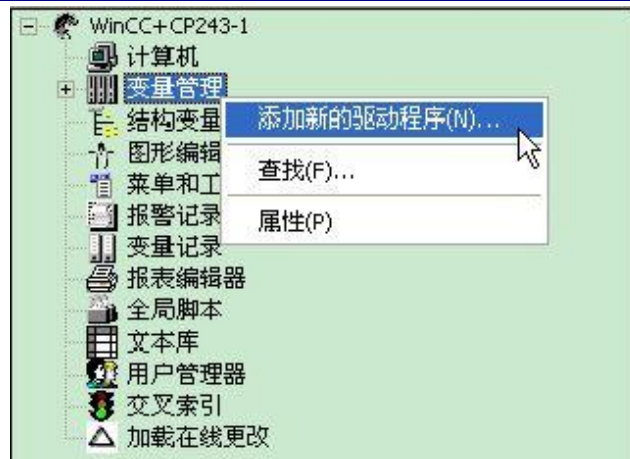 WinCC+CP243-1
计算机
变量管理
结构变量
添加新的驱动程序(N)...
图形编辑
查找(F)...
菜单和工
报警记录
属性(P)
变量记录
报表编辑器
全局脚本
文本库
用户管理器
交叉索引
加载在线更改